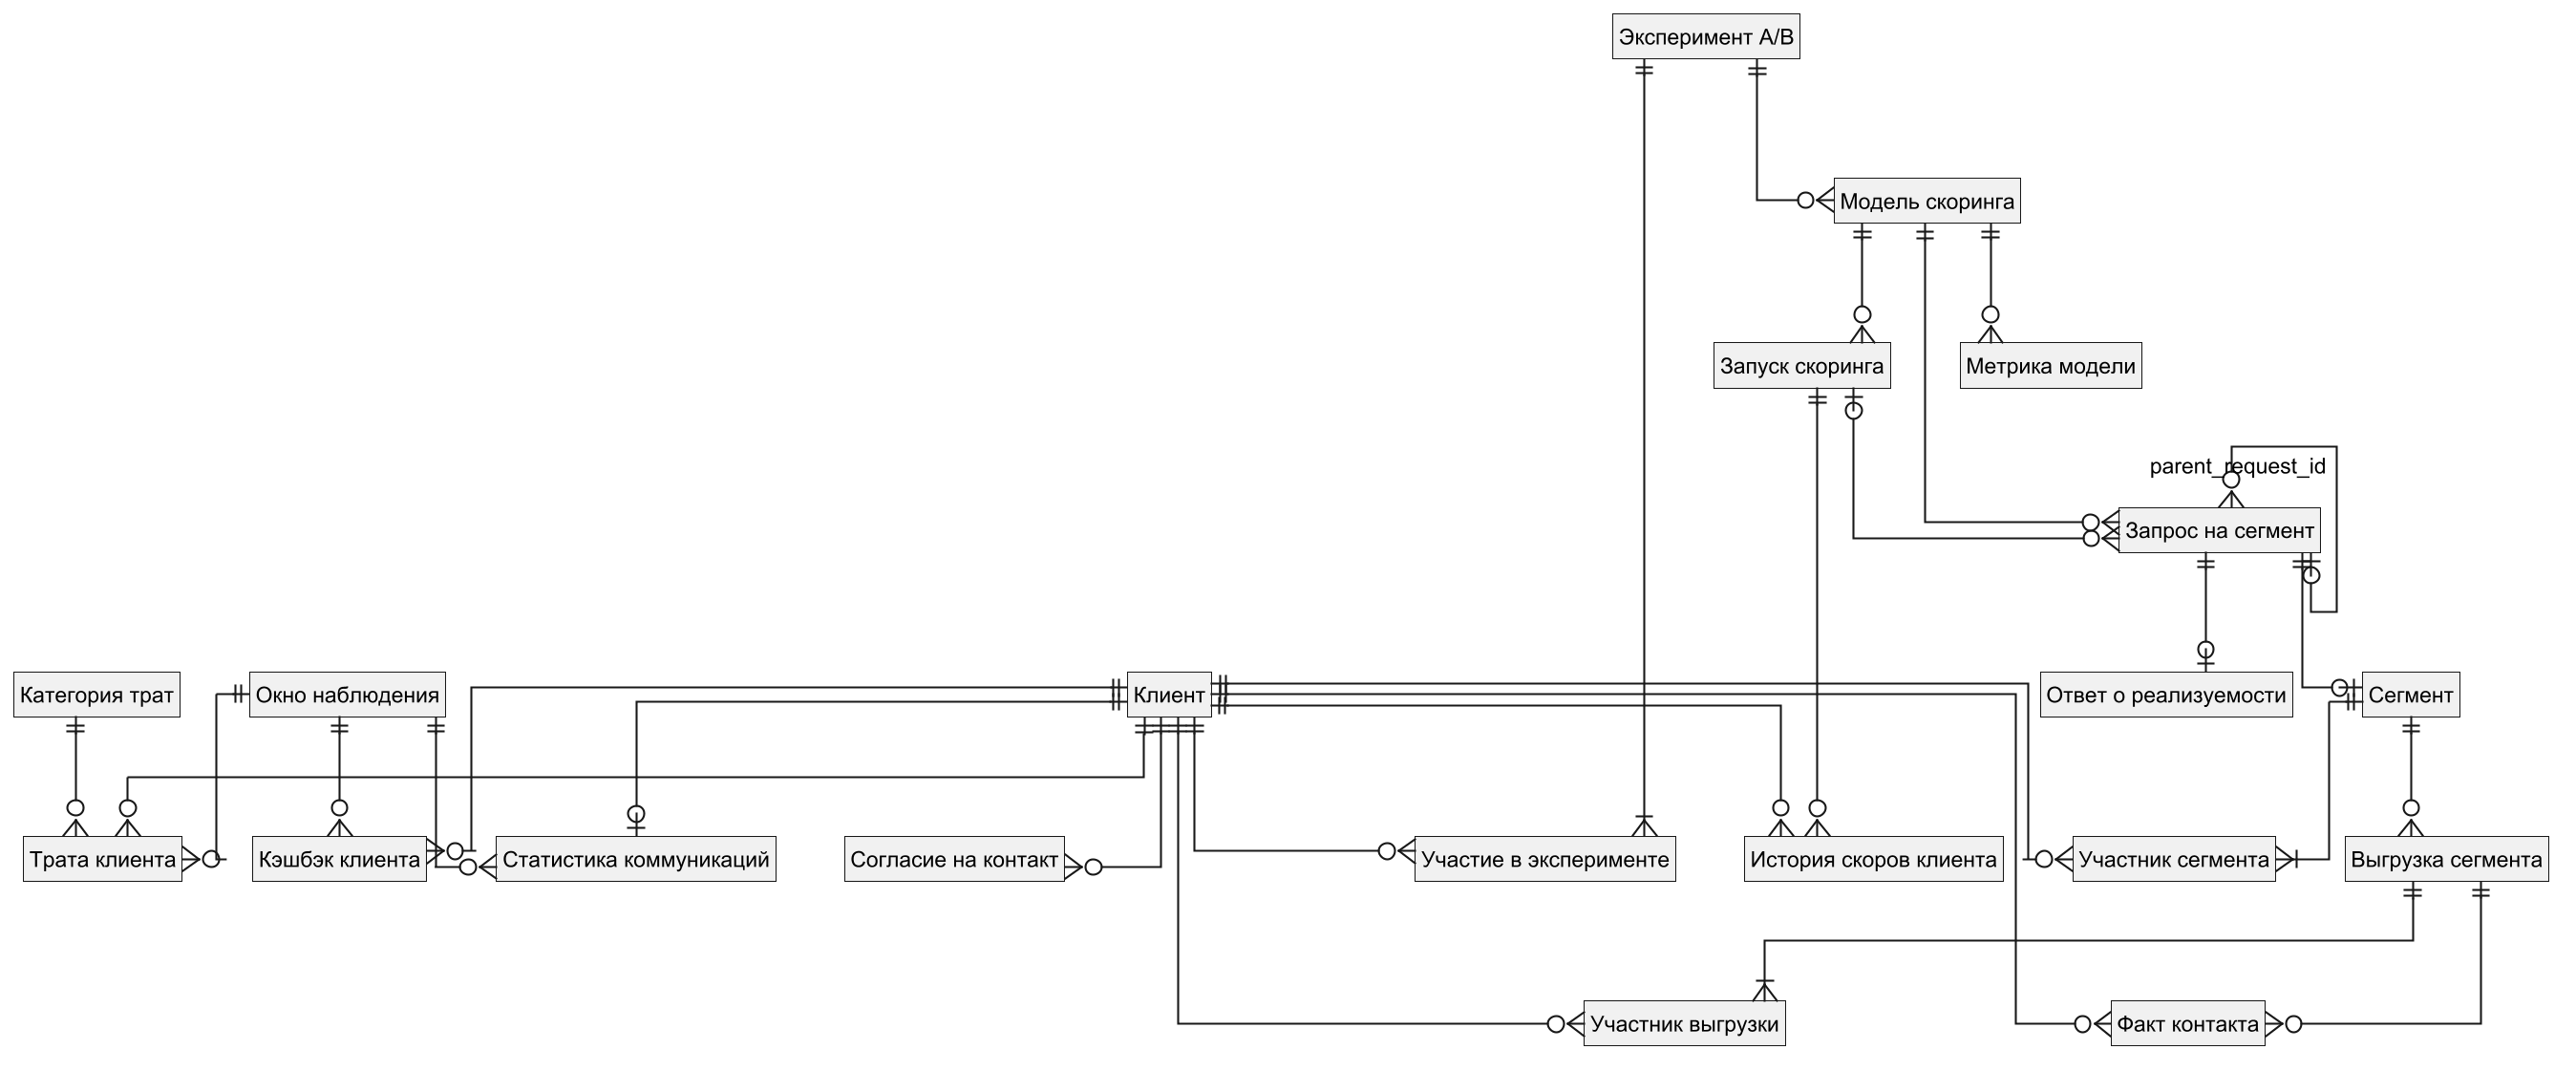 Эксперимент A/B
Модель скоринга
Запуск скоринга
Метрика модели
parent_request_id
Запрос на сегмент
Категория трат
Окно наблюдения
Клиент
Ответ о реализуемости
Сегмент
Трата клиента
Кэшбэк клиента
Статистика коммуникаций
Согласие на контакт
Участие в эксперименте
История скоров клиента
Участник сегмента
Выгрузка сегмента
Участник выгрузки
Факт контакта